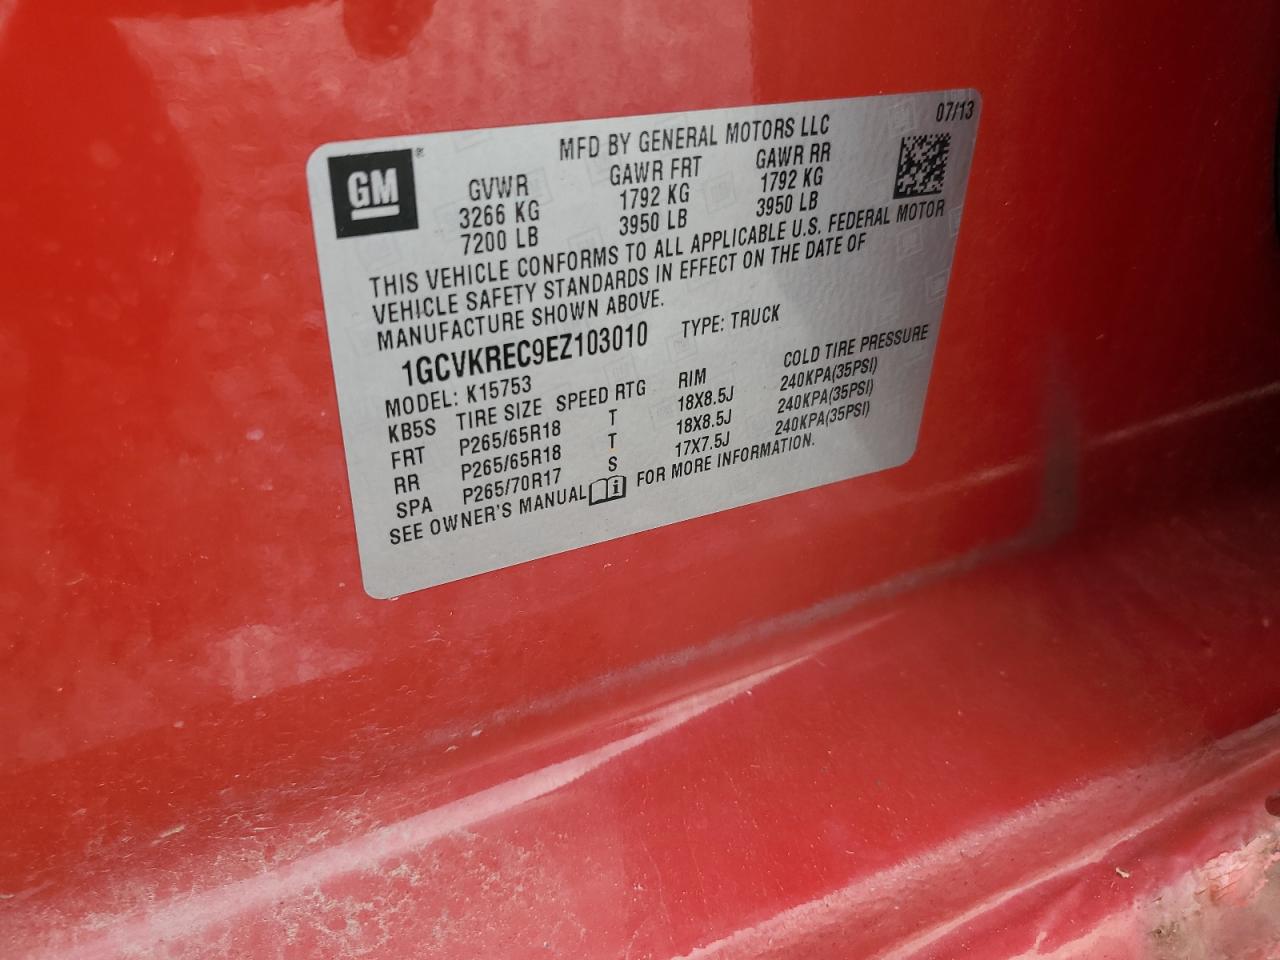 07/13
GM ®
MFD BY GENERAL MOTORS LLC
GVWR GAWR FRT GAWR RR
3266 KG 1792 KG 1792 KG
7200 LB 3950 LB 3950 LB
THIS VEHICLE CONFORMS TO ALL APPLICABLE U.S. FEDERAL MOTOR
VEHICLE SAFETY STANDARDS IN EFFECT ON THE DATE OF
MANUFACTURE SHOWN ABOVE.
1GCVKREC9EZ103010 TYPE: TRUCK
MODEL: K15753
KB5S TIRE SIZE SPEED RTG RIM COLD TIRE PRESSURE
FRT P265/65R18 T 18X8.5J 240KPA(35PSI)
RR P265/65R18 T 18X8.5J 240KPA(35PSI)
SPA P265/70R17 S 17X7.5J 240KPA(35PSI)
SEE OWNER'S MANUAL FOR MORE INFORMATION.